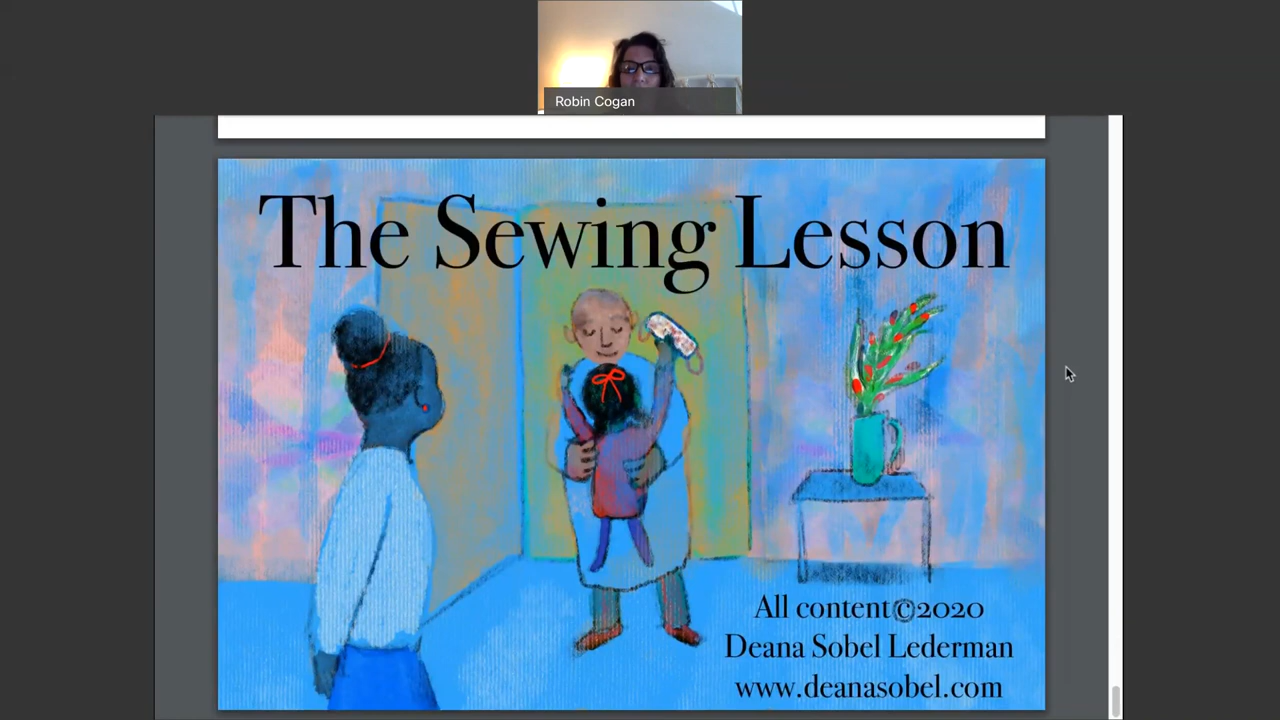 Robin Cogan
The Sewing Lesson
All content©2020
Deana Sobel Lederman
www.deanasobel.com